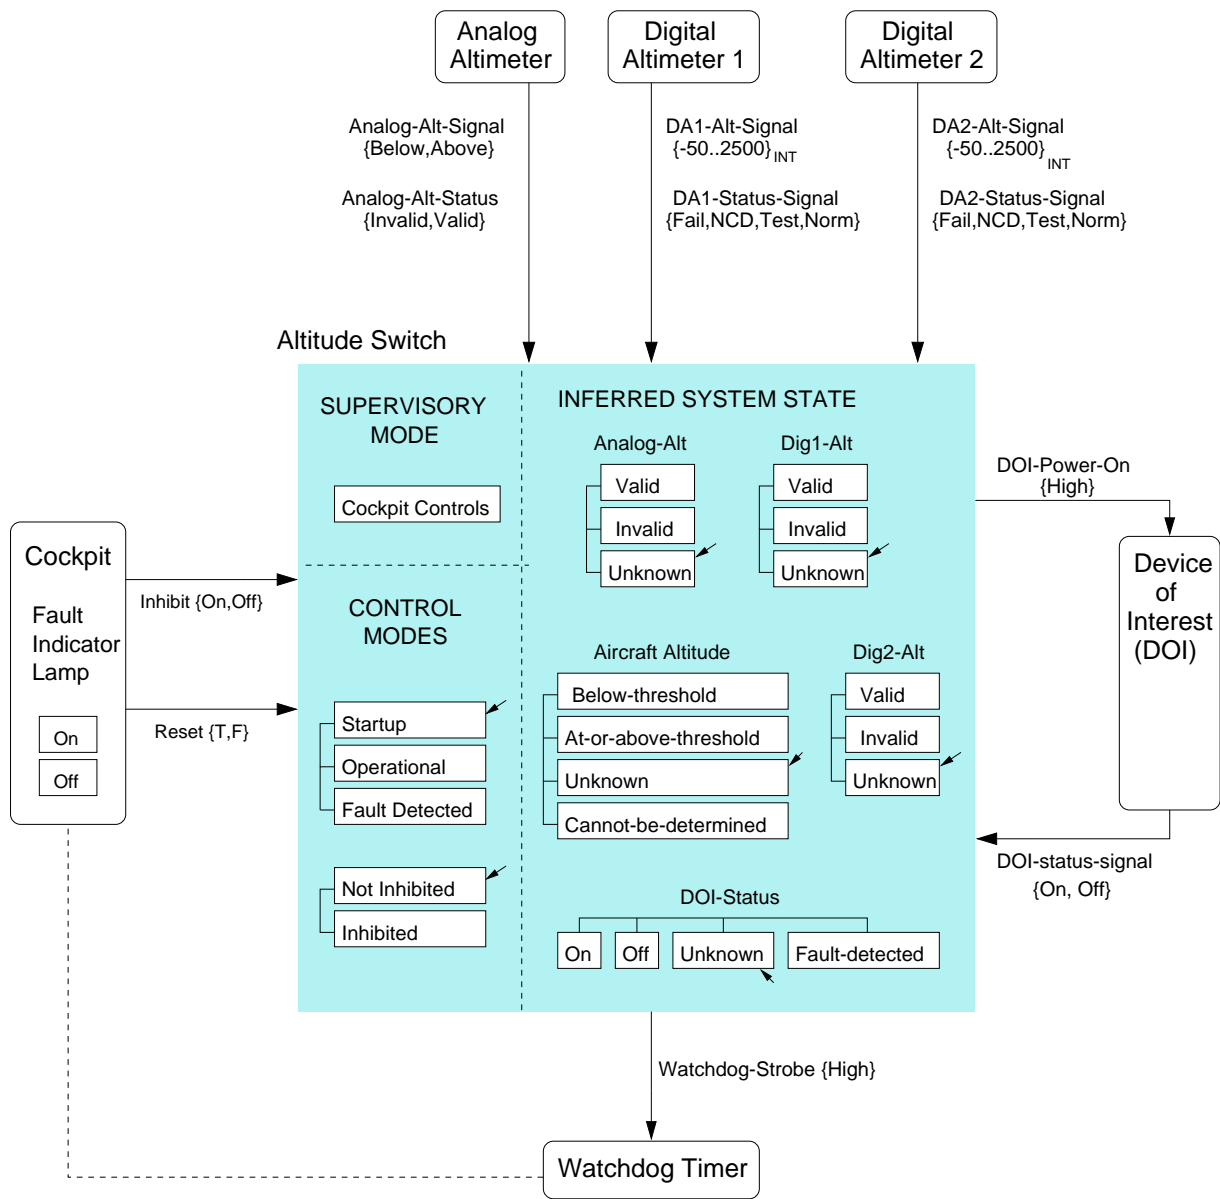 Analog
Altimeter
Digital
Altimeter 1
Digital
Altimeter 2
Analog-Alt-Signal
{Below,Above}
Analog-Alt-Status
{Invalid,Valid}
DA1-Alt-Signal
{-50..2500}INT
DA1-Status-Signal
{Fail,NCD,Test,Norm}
DA2-Alt-Signal
{-50..2500}INT
DA2-Status-Signal
{Fail,NCD,Test,Norm}
Altitude Switch
SUPERVISORY
MODE
Cockpit Controls
INFERRED SYSTEM STATE
Analog-Alt
Valid
Invalid
Unknown
Dig1-Alt
Valid
Invalid
Unknown
DOI-Power-On
{High}
Cockpit
Fault
Indicator
Lamp
On
Off
Inhibit {On,Off}
Reset {T,F}
CONTROL
MODES
Startup
Operational
Fault Detected
Not Inhibited
Inhibited
Aircraft Altitude
Below-threshold
At-or-above-threshold
Unknown
Cannot-be-determined
Dig2-Alt
Valid
Invalid
Unknown
Device
of
Interest
(DOI)
DOI-status-signal
{On, Off}
DOI-Status
On
Off
Unknown
Fault-detected
Watchdog-Strobe {High}
Watchdog Timer